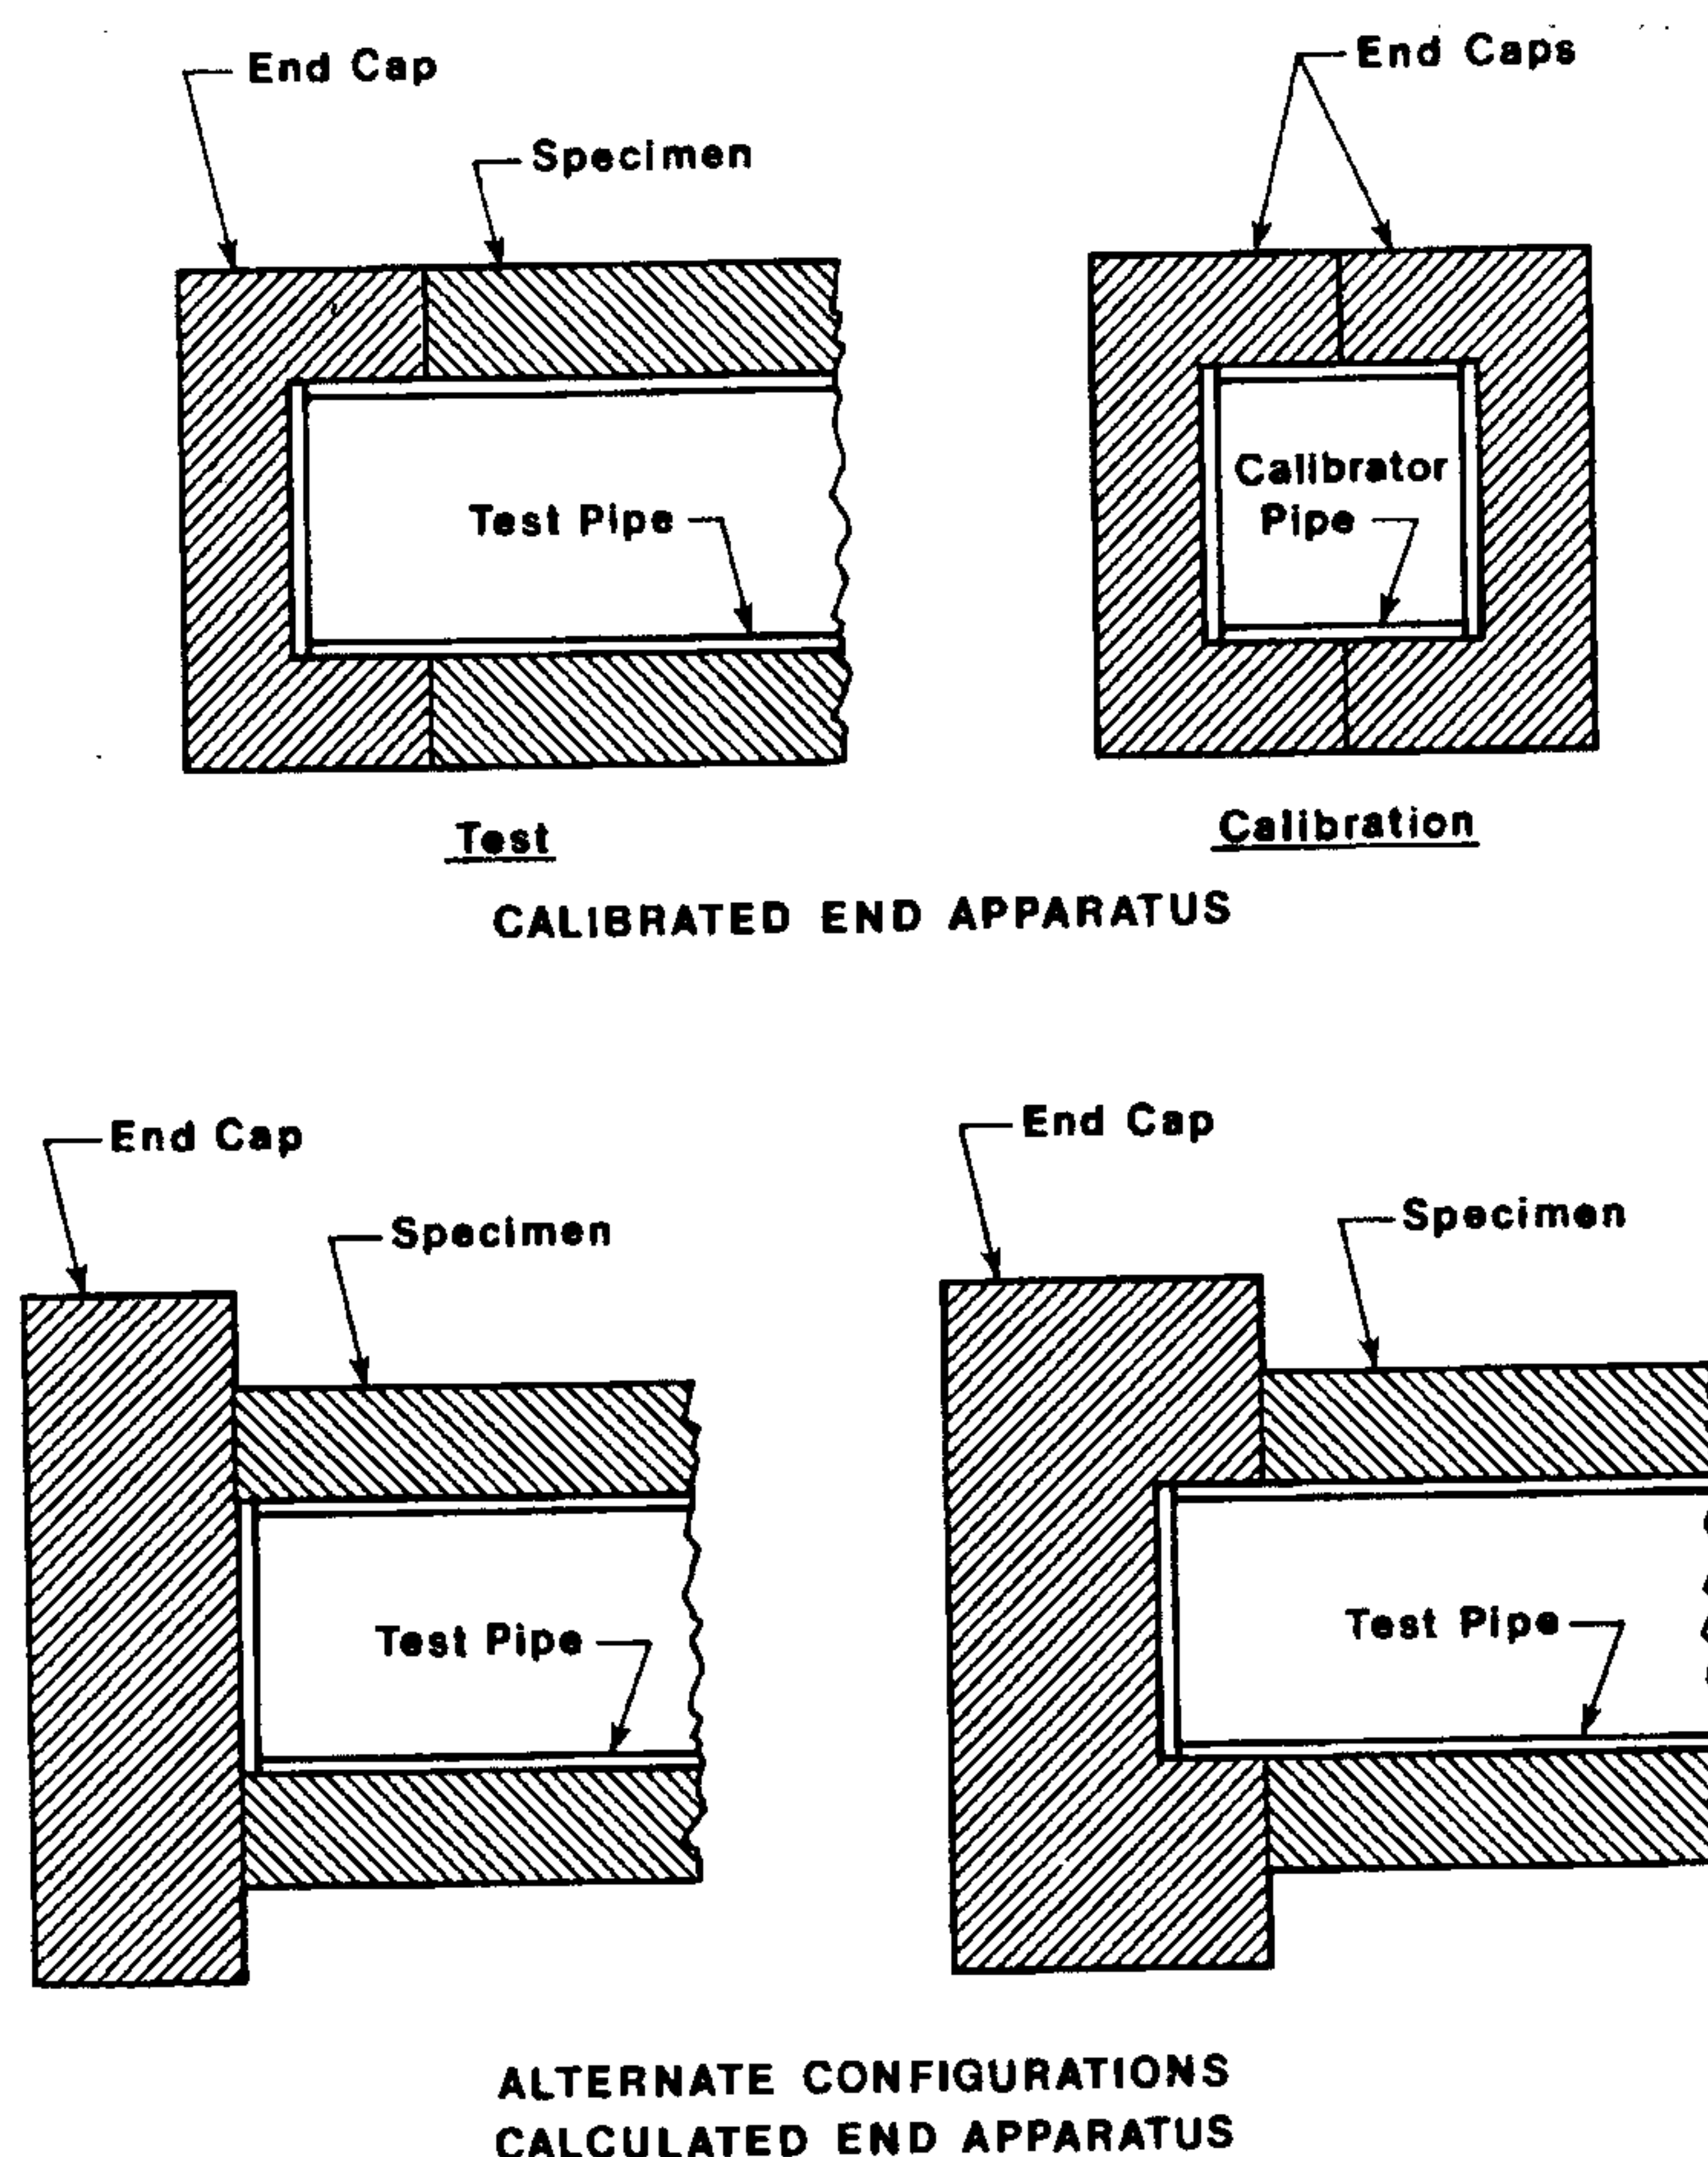 End Cap
Specimen
End Caps
Test Pipe
Calibrator
Pipe
Test
Calibration
CALIBRATED END APPARATUS
End Cap
Specimen
Test Pipe
End Cap
Specimen
Test Pipe
ALTERNATE CONFIGURATIONS
CALCULATED END APPARATUS